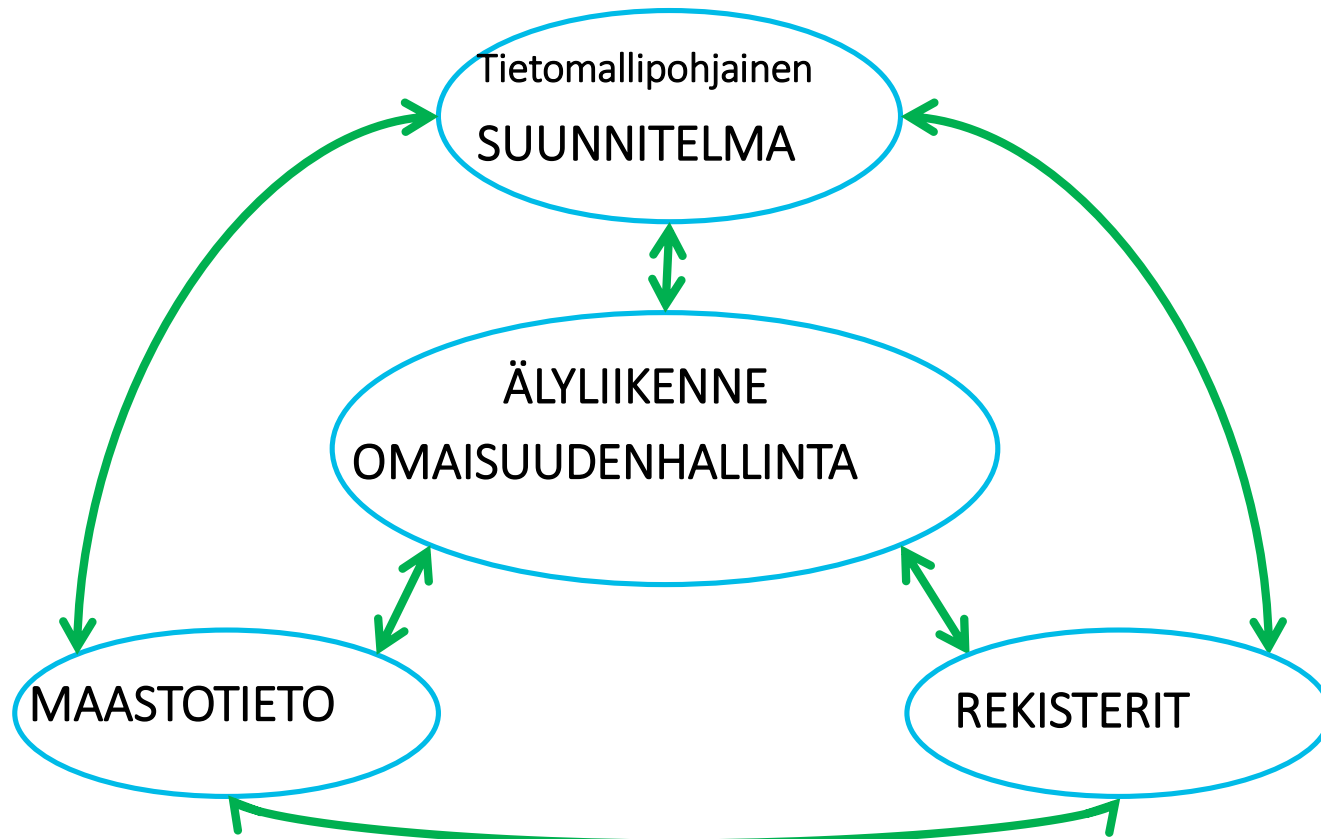 Tietomallipohjainen
SUUNNITELMA
ÄLYLIIKENNE
OMAISUUDENHALLINTA
MAASTOTIETO
REKISTERIT